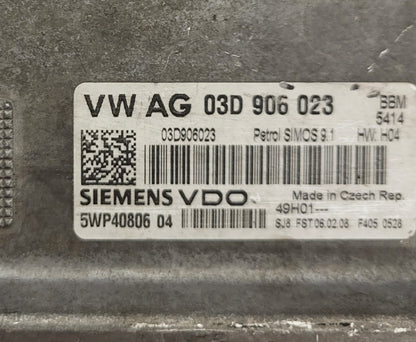 VW AG 03D 906 023 BBM
5414
03D906023 Petrol SIMOS 9.1 HW: H04
SIEMENS VDO Made in Czech Rep.
5WP40806 04 49H01---
SJ8 FST 06.02.08 F405 0528